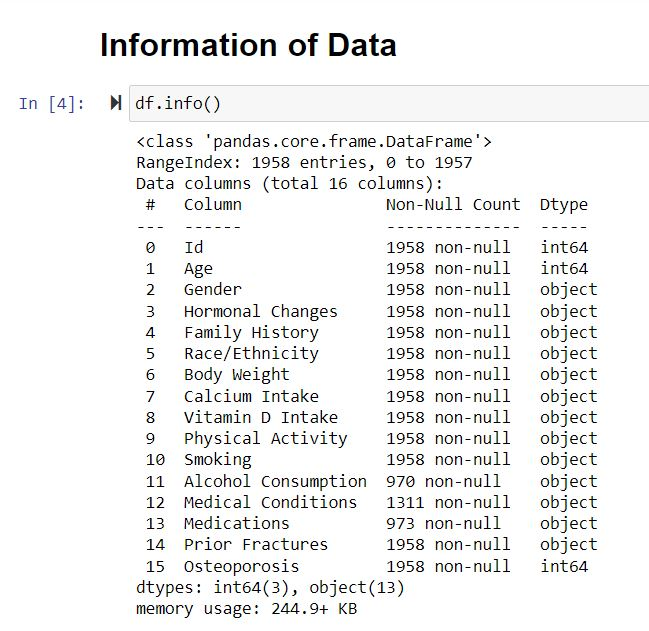 Information of Data
In [4]: df.info()
<class 'pandas.core.frame.DataFrame'>
RangeIndex: 1958 entries, 0 to 1957
Data columns (total 16 columns):
 #   Column               Non-Null Count  Dtype
---  ------               --------------  -----
 0   Id                   1958 non-null   int64
 1   Age                  1958 non-null   int64
 2   Gender               1958 non-null   object
 3   Hormonal Changes     1958 non-null   object
 4   Family History       1958 non-null   object
 5   Race/Ethnicity       1958 non-null   object
 6   Body Weight          1958 non-null   object
 7   Calcium Intake       1958 non-null   object
 8   Vitamin D Intake     1958 non-null   object
 9   Physical Activity    1958 non-null   object
 10  Smoking              1958 non-null   object
 11  Alcohol Consumption  970 non-null    object
 12  Medical Conditions   1311 non-null   object
 13  Medications          973 non-null    object
 14  Prior Fractures      1958 non-null   object
 15  Osteoporosis         1958 non-null   int64
dtypes: int64(3), object(13)
memory usage: 244.9+ KB